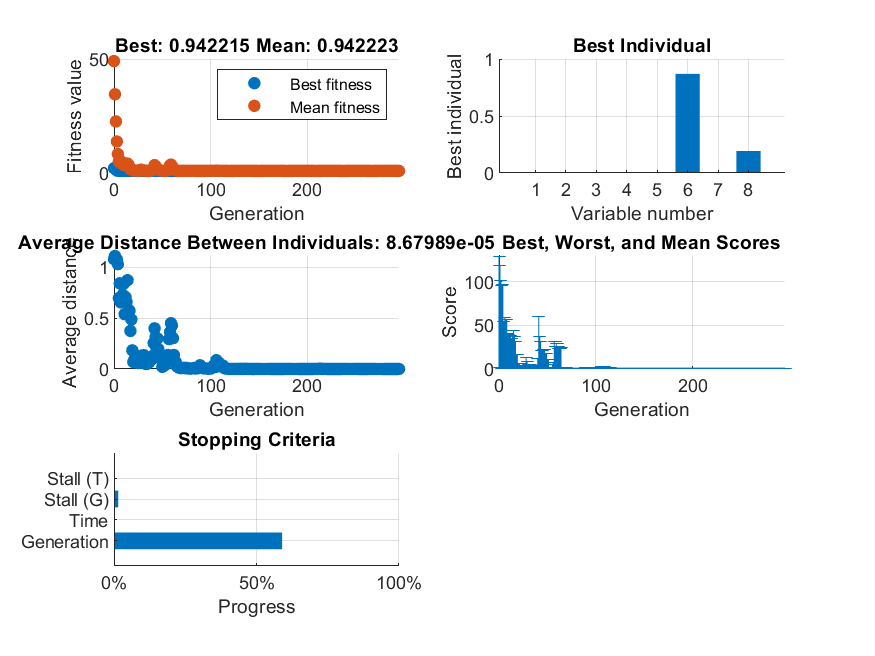 Best: 0.942215 Mean: 0.942223
Fitness value
50
0
Best fitness
Mean fitness
0 100 200
Generation
Best Individual
Best individual
1
0.5
0
1 2 3 4 5 6 7 8
Variable number
Average Distance Between Individuals: 8.67989e-05
Average distance
1
0.5
0
0 100 200
Generation
Best, Worst, and Mean Scores
Score
100
50
0
0 100 200
Generation
Stopping Criteria
Stall (T)
Stall (G)
Time
Generation
0% 50% 100%
Progress